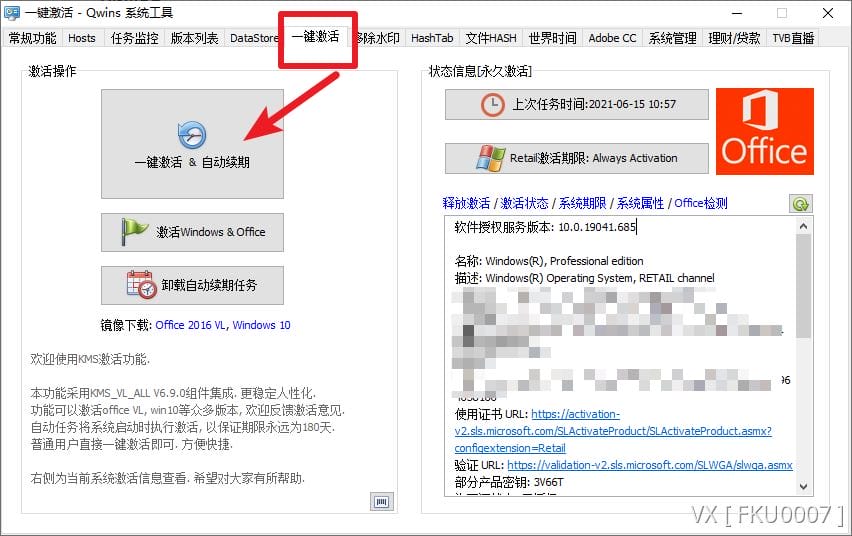 一键激活 - Qwins 系统工具
常规功能 Hosts 任务监控 版本列表 DataStore 一键激活 移除水印 HashTab 文件HASH 世界时间 Adobe CC 系统管理 理财/贷款 TVB直播
激活操作
一键激活 & 自动续期
激活Windows & Office
卸载自动续期任务
镜像下载: Office 2016 VL, Windows 10
欢迎使用KMS激活功能.
本功能采用KMS_VL_ALL V6.9.0组件集成. 更稳定人性化.
功能可以激活office VL, win10等众多版本, 欢迎反馈激活意见.
自动任务将系统启动时执行激活, 以保证期限永远为180天.
普通用户直接一键激活即可. 方便快捷.
右侧为当前系统激活信息查看. 希望对大家有所帮助.
状态信息[永久激活]
上次任务时间:2021-06-15 10:57
Retail激活期限: Always Activation
Office
释放激活 / 激活状态 / 系统期限 / 系统属性 / Office检测
软件授权服务版本: 10.0.19041.685
名称: Windows(R), Professional edition
描述: Windows(R) Operating System, RETAIL channel
96
使用证书 URL: https://activation-
v2.sls.microsoft.com/SLActivateProduct/SLActivateProduct.asmx?
configextension=Retail
验证 URL: https://validation-v2.sls.microsoft.com/SLWGA/slwga.asmx
部分产品密钥: 3V66T
VX [ FKU0007 ]